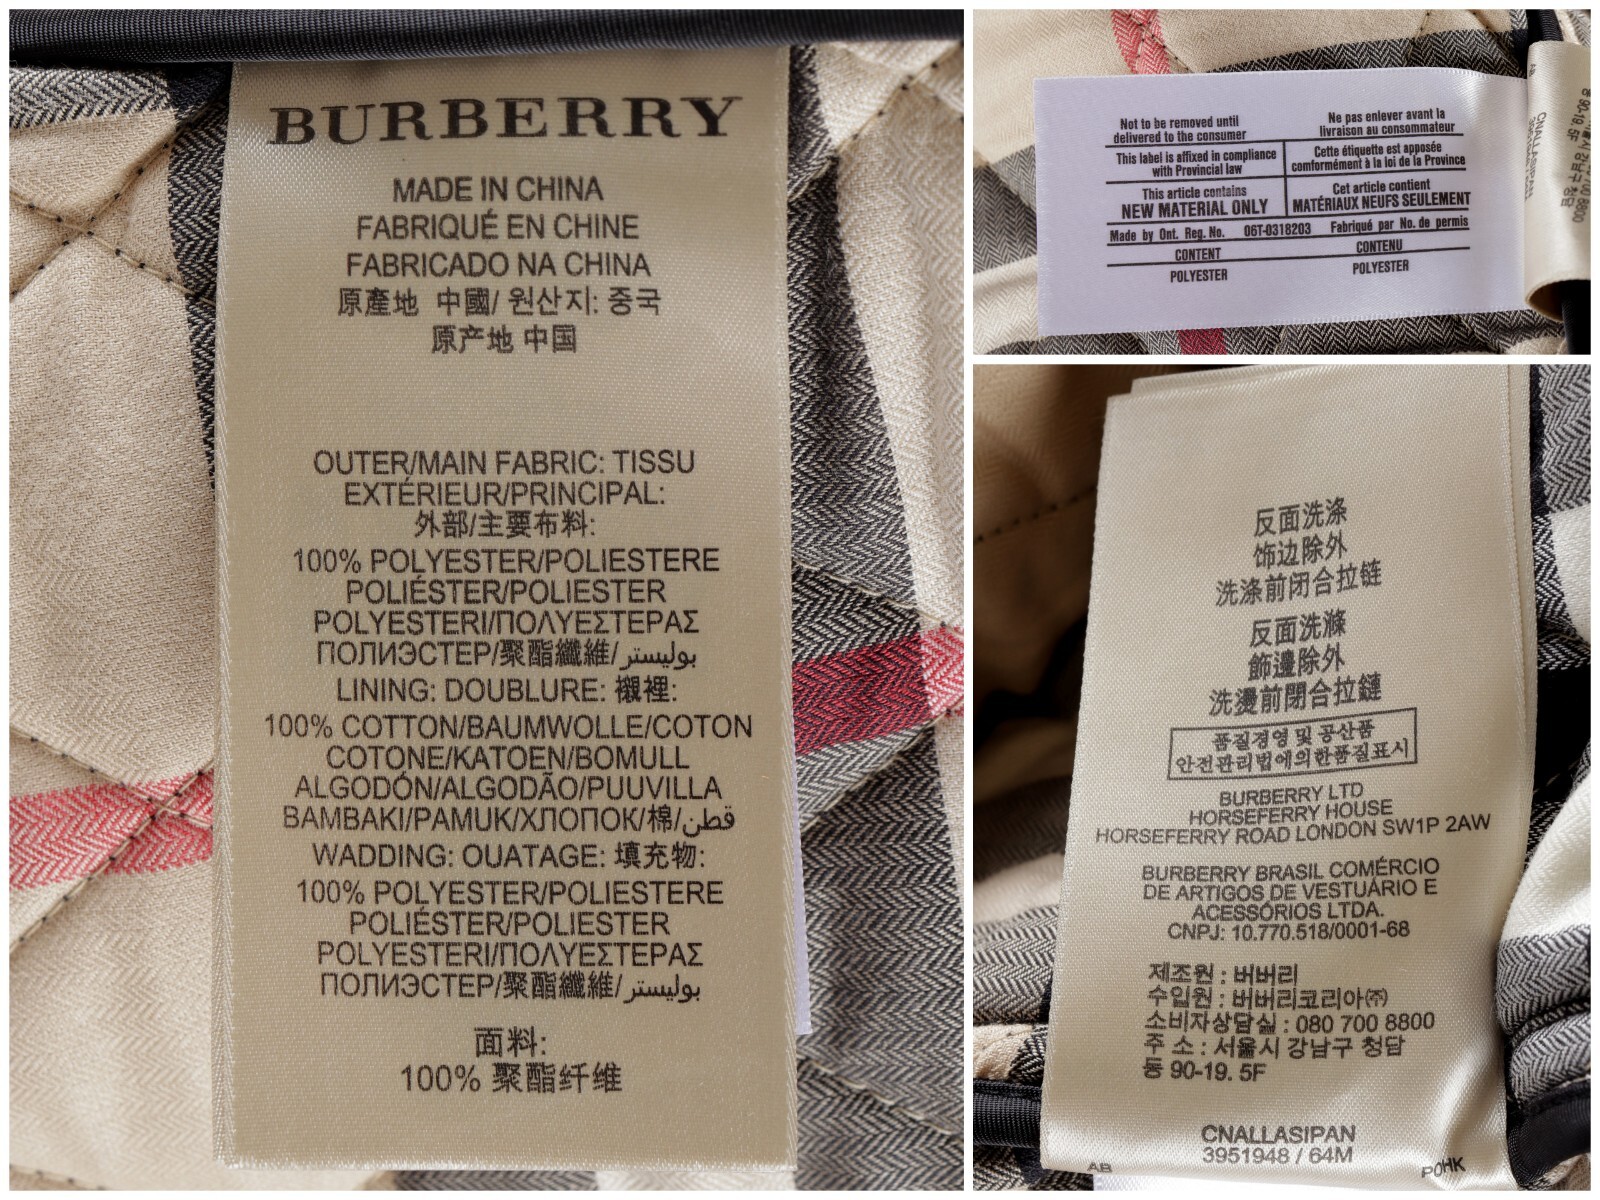 BURBERRY
MADE IN CHINA
FABRIQUÉ EN CHINE
FABRICADO NA CHINA
原產地 中國/ 원산지: 중국
原产地 中国
OUTER/MAIN FABRIC: TISSU
EXTÉRIEUR/PRINCIPAL:
外部/主要布料:
100% POLYESTER/POLIESTERE
POLIÉSTER/POLIESTER
POLYESTERI/ΠΟΛΥΕΣΤΕΡΑΣ
ПОЛИЭСТЕР/聚酯纖維/بوليستر
LINING: DOUBLURE: 襯裡:
100% COTTON/BAUMWOLLE/COTON
COTONE/KATOEN/BOMULL
ALGODÓN/ALGODÃO/PUUVILLA
BAMBAKI/PAMUK/ХЛОПОК/棉/قطن
WADDING: OUATAGE: 填充物:
100% POLYESTER/POLIESTERE
POLIÉSTER/POLIESTER
POLYESTERI/ΠΟΛΥΕΣΤΕΡΑΣ
ПОЛИЭСТЕР/聚酯纖維/بوليستر
面料:
100% 聚酯纤维
Not to be removed until
delivered to the consumer
Ne pas enlever avant la
livraison au consommateur
This label is affixed in compliance
with Provincial law
Cette étiquette est apposée
conformément à la loi de la Province
This article contains
NEW MATERIAL ONLY
Cet article contient
MATÉRIAUX NEUFS SEULEMENT
Made by Ont. Reg. No. 06T-0318203 Fabriqué par No. de permis
CONTENT CONTENU
POLYESTER POLYESTER
CNALLASIPAN
反面洗涤
饰边除外
洗涤前闭合拉链
反面洗滌
飾邊除外
洗燙前閉合拉鏈
품질경영 및 공산품
안전관리법에의한품질표시
BURBERRY LTD
HORSEFERRY HOUSE
HORSEFERRY ROAD LONDON SW1P 2AW
BURBERRY BRASIL COMÉRCIO
DE ARTIGOS DE VESTUÁRIO E
ACESSÓRIOS LTDA.
CNPJ: 10.770.518/0001-68
제조원 : 버버리
수입원 : 버버리코리아㈜
소비자상담실 : 080 700 8800
주 소 : 서울시 강남구 청담
동 90-19. 5F
CNALLASIPAN
3951948 / 64M
AB POHK